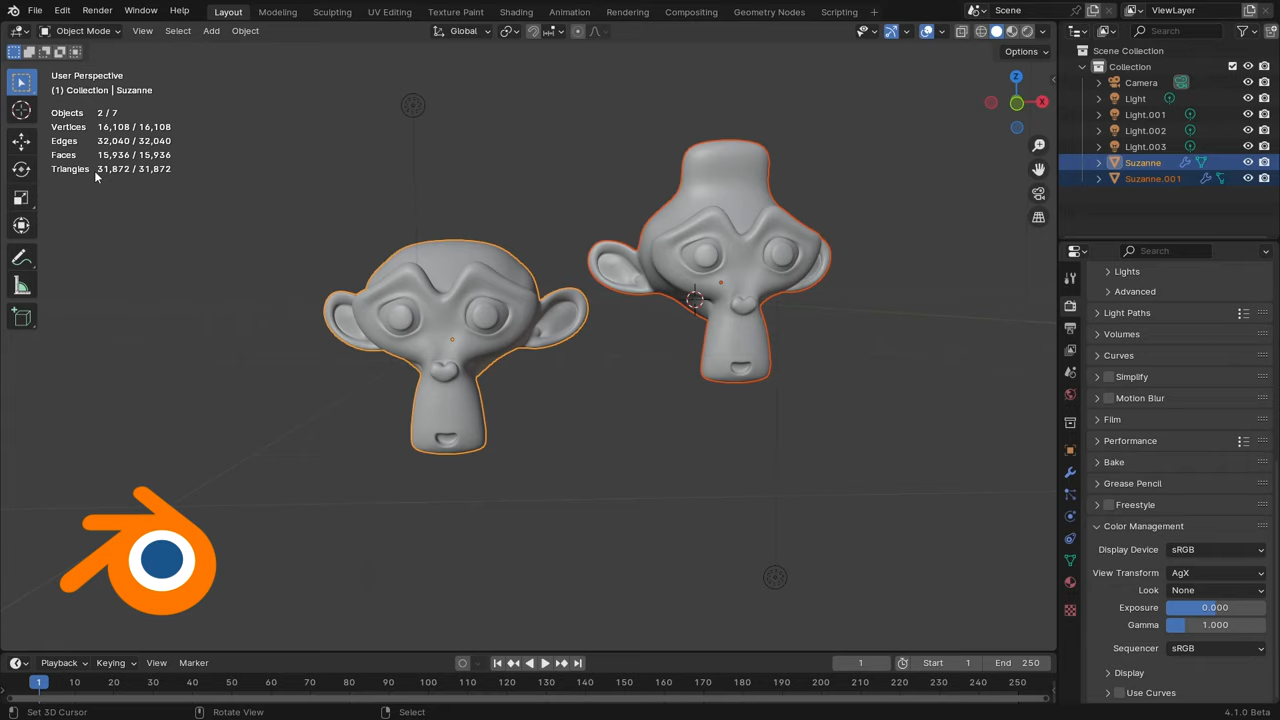 File Edit Render Window Help Layout Modeling Sculpting UV Editing Texture Paint Shading Animation Rendering Compositing Geometry Nodes Scripting Scene ViewLayer
Object Mode View Select Add Object Global Search
Options
User Perspective
(1) Collection | Suzanne
Objects 2 / 7
Vertices 16,108 / 16,108
Edges 32,040 / 32,040
Faces 15,936 / 15,936
Triangles 31,872 / 31,872
Z
X
Scene Collection
Collection
Camera
Light
Light.001
Light.002
Light.003
Suzanne
Suzanne.001
Search
Lights
Advanced
Light Paths
Volumes
Curves
Simplify
Motion Blur
Film
Performance
Bake
Grease Pencil
Freestyle
Color Management
Display Device sRGB
View Transform AgX
Look None
Exposure 0.000
Gamma 1.000
Sequencer sRGB
Display
Use Curves
Playback Keying View Marker 1 Start 1 End 250
1 10 20 30 40 50 60 70 80 90 100 110 120 130 140 150 160 170 180 190 200 210 220 230 240 250
Set 3D Cursor Rotate View Select 4.1.0 Beta